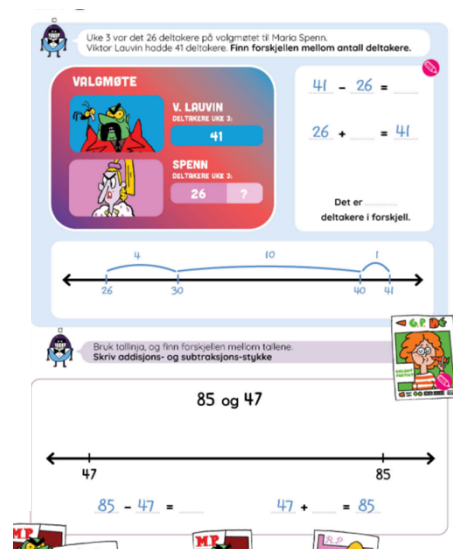 Uke 3 var det 26 deltakere på valgmøtet til Maria Spenn.
Viktor Lauvin hadde 41 deltakere. Finn forskjellen mellom antall deltakere.
VALGMØTE
V. LAUVIN
DELTAKERE UKE 3:
41
SPENN
DELTAKERE UKE 3:
26 ?
41 - 26 =
26 + = 41
Det er
deltakere i forskjell.
4 10 1
26 30 40 41
G.P.
Bruk tallinja, og finn forskjellen mellom tallene.
Skriv addisjons- og subtraksjons-stykke
85 og 47
47 85
85 - 47 =
47 + = 85
M.P.
M.P.
R.P.